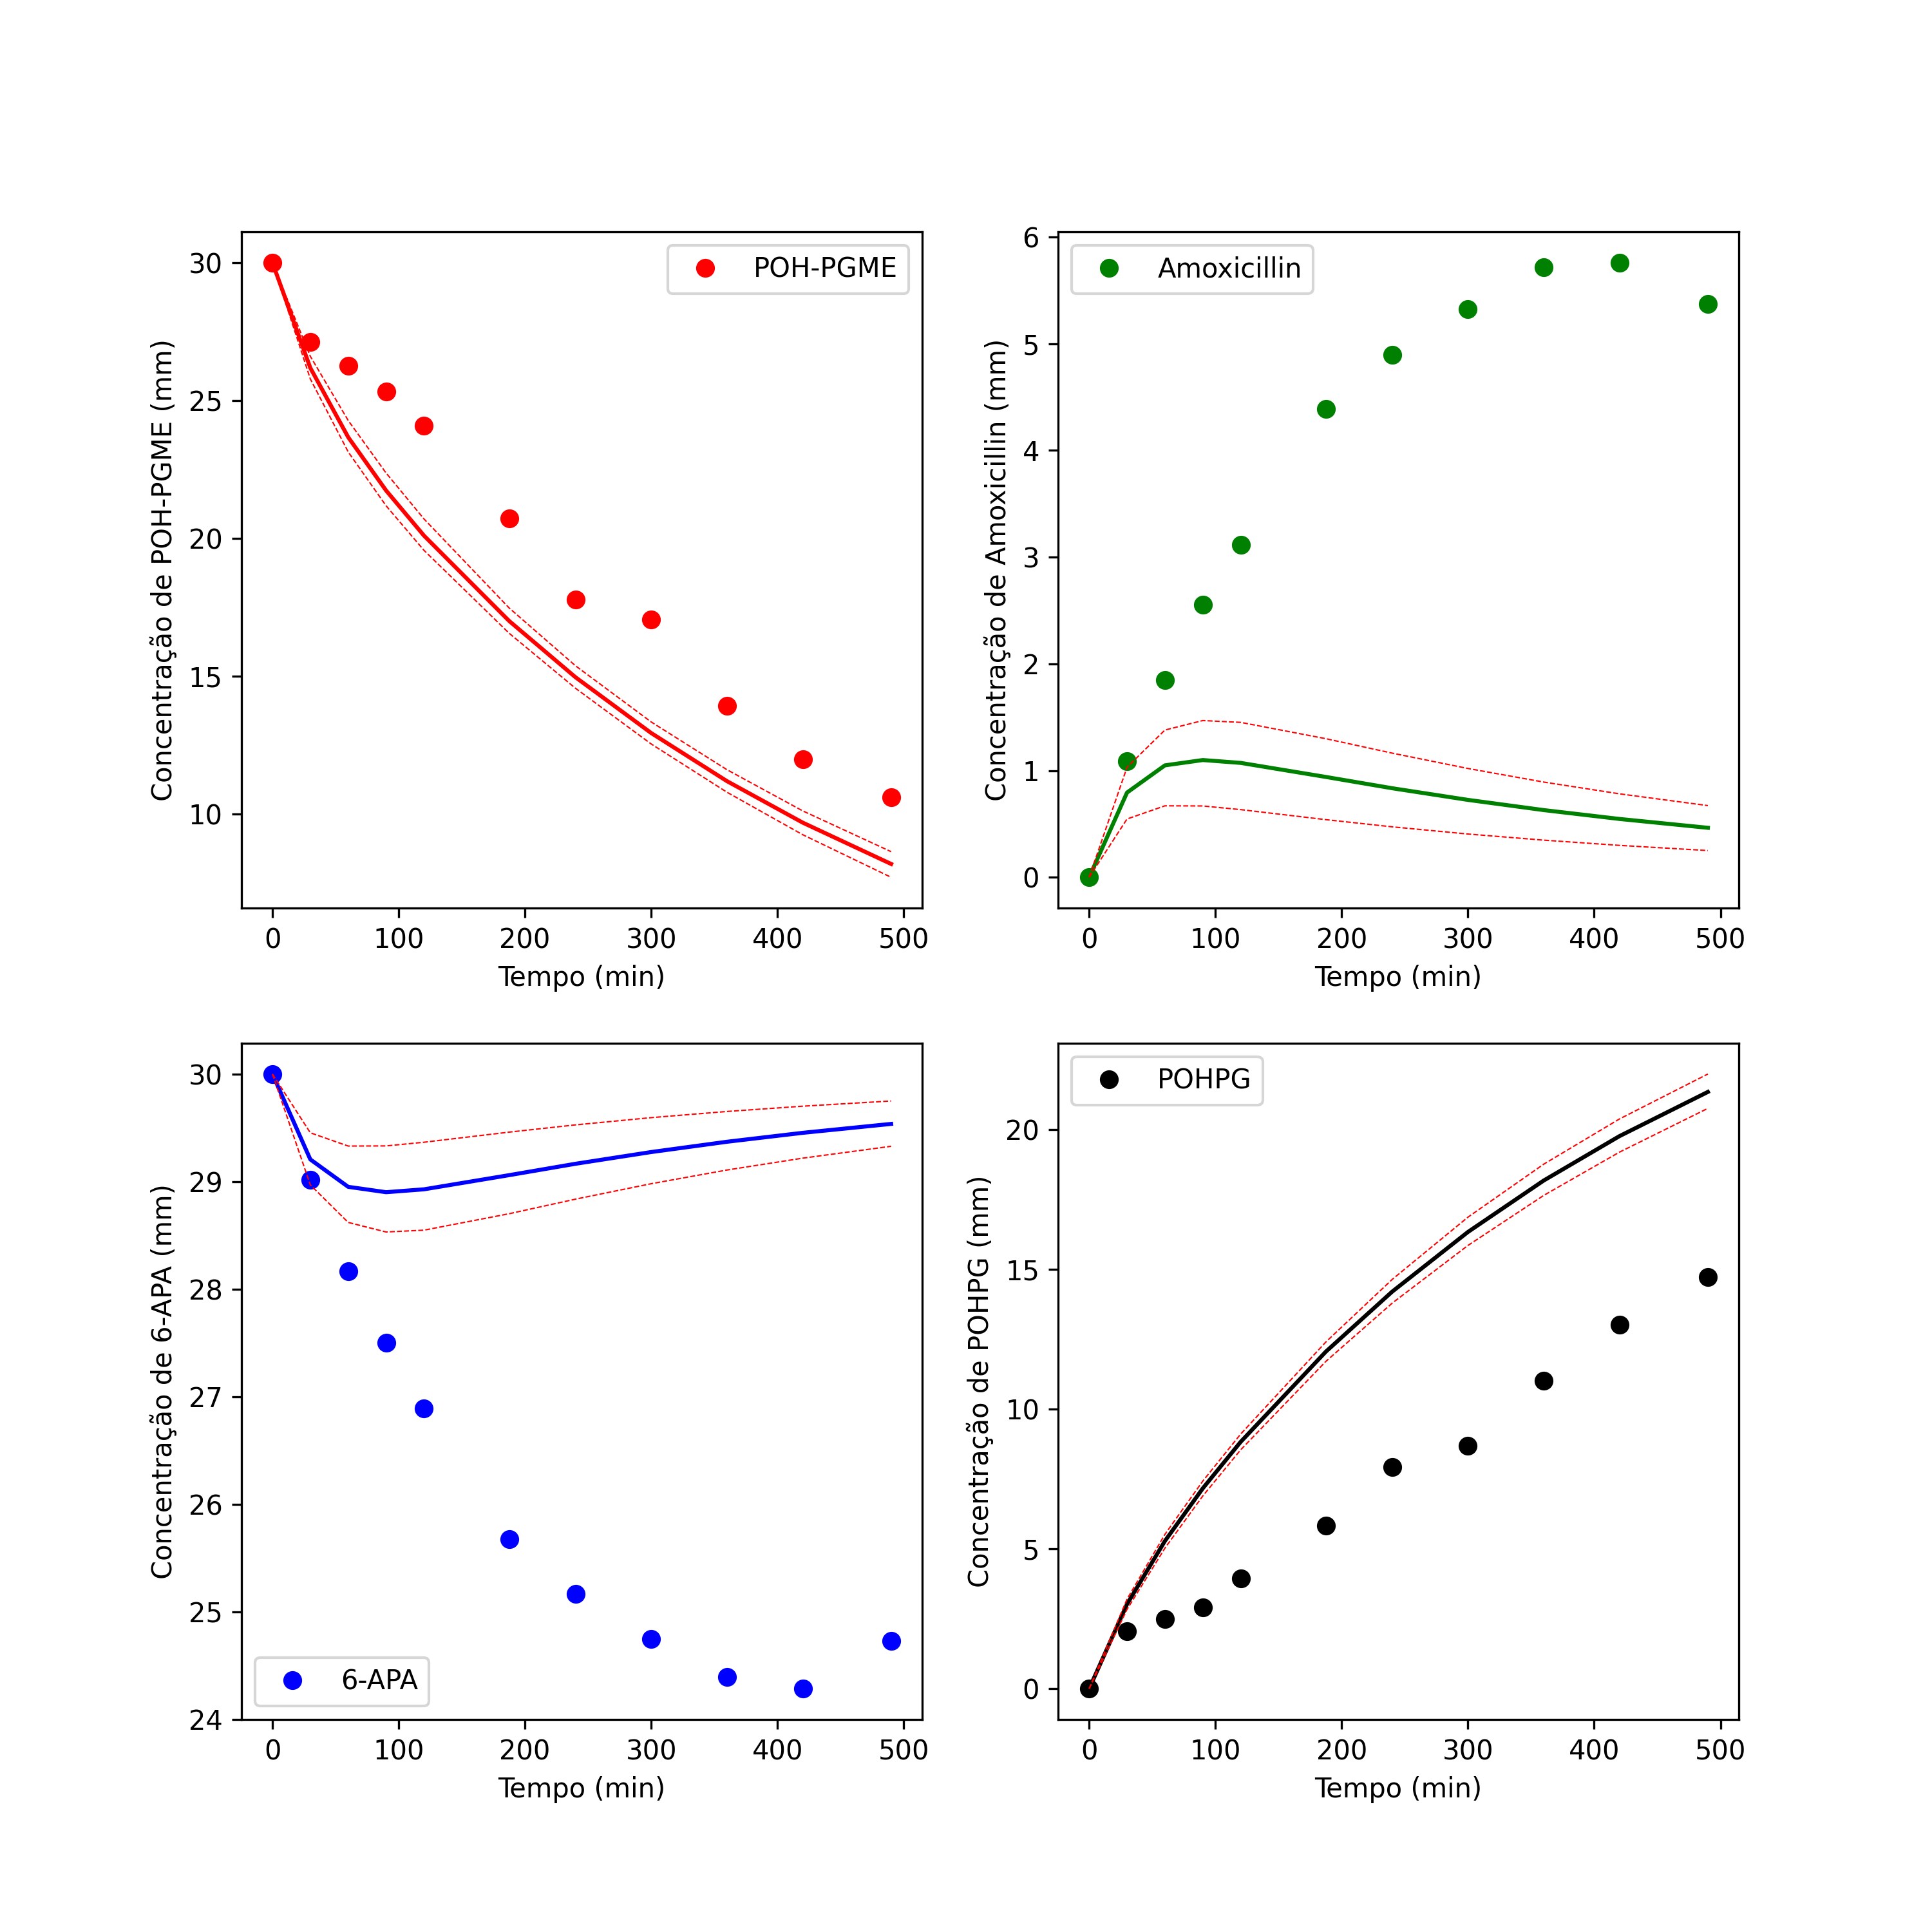 POH-PGME
Concentração de POH-PGME (mm)
30
25
20
15
10
0 100 200 300 400 500
Tempo (min)
Amoxicillin
Concentração de Amoxicillin (mm)
6
5
4
3
2
1
0
0 100 200 300 400 500
Tempo (min)
6-APA
Concentração de 6-APA (mm)
30
29
28
27
26
25
24
0 100 200 300 400 500
Tempo (min)
POHPG
Concentração de POHPG (mm)
20
15
10
5
0
0 100 200 300 400 500
Tempo (min)